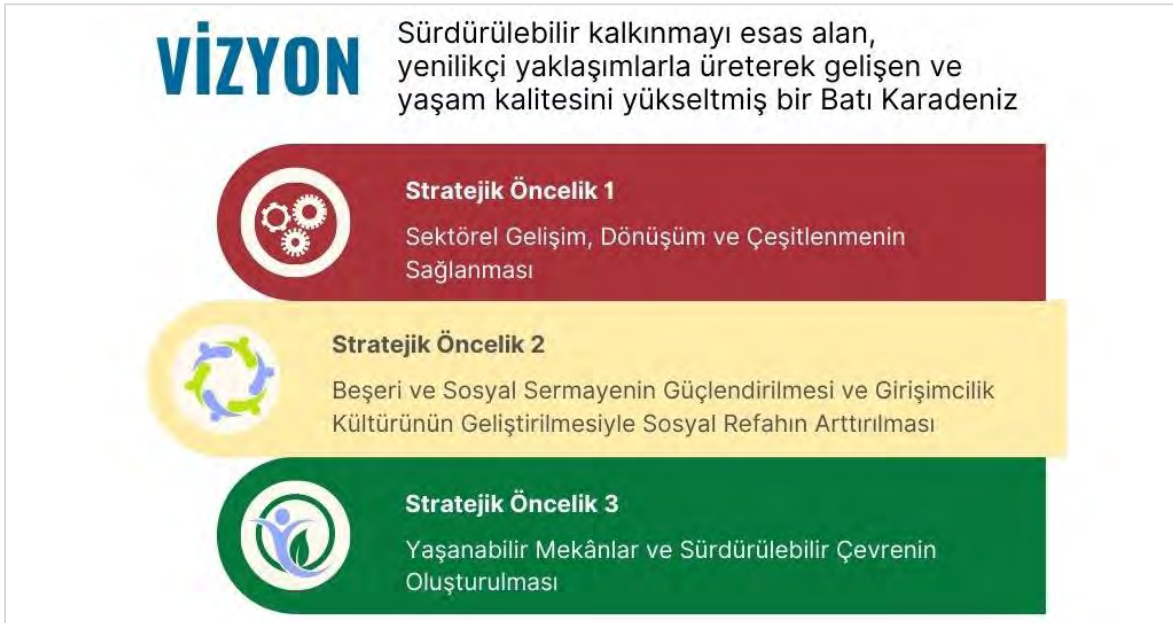 VİZYON
Sürdürülebilir kalkınmayı esas alan,
yenilikçi yaklaşımlarla üreterek gelişen ve
yaşam kalitesini yükseltmiş bir Batı Karadeniz
Stratejik Öncelik 1
Sektörel Gelişim, Dönüşüm ve Çeşitlenmenin
Sağlanması
Stratejik Öncelik 2
Beşeri ve Sosyal Sermayenin Güçlendirilmesi ve Girişimcilik
Kültürünün Geliştirilmesiyle Sosyal Refahın Arttırılması
Stratejik Öncelik 3
Yaşanabilir Mekânlar ve Sürdürülebilir Çevrenin
Oluşturulması